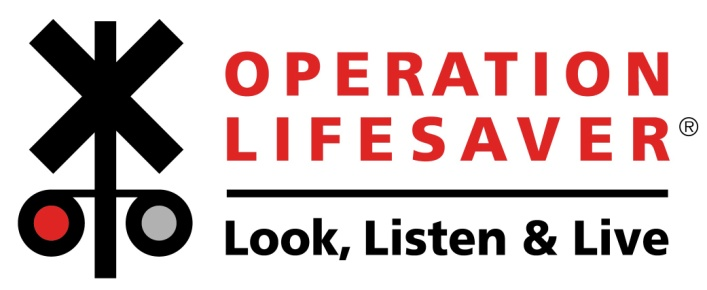 OPERATION
LIFESAVER®
Look, Listen & Live